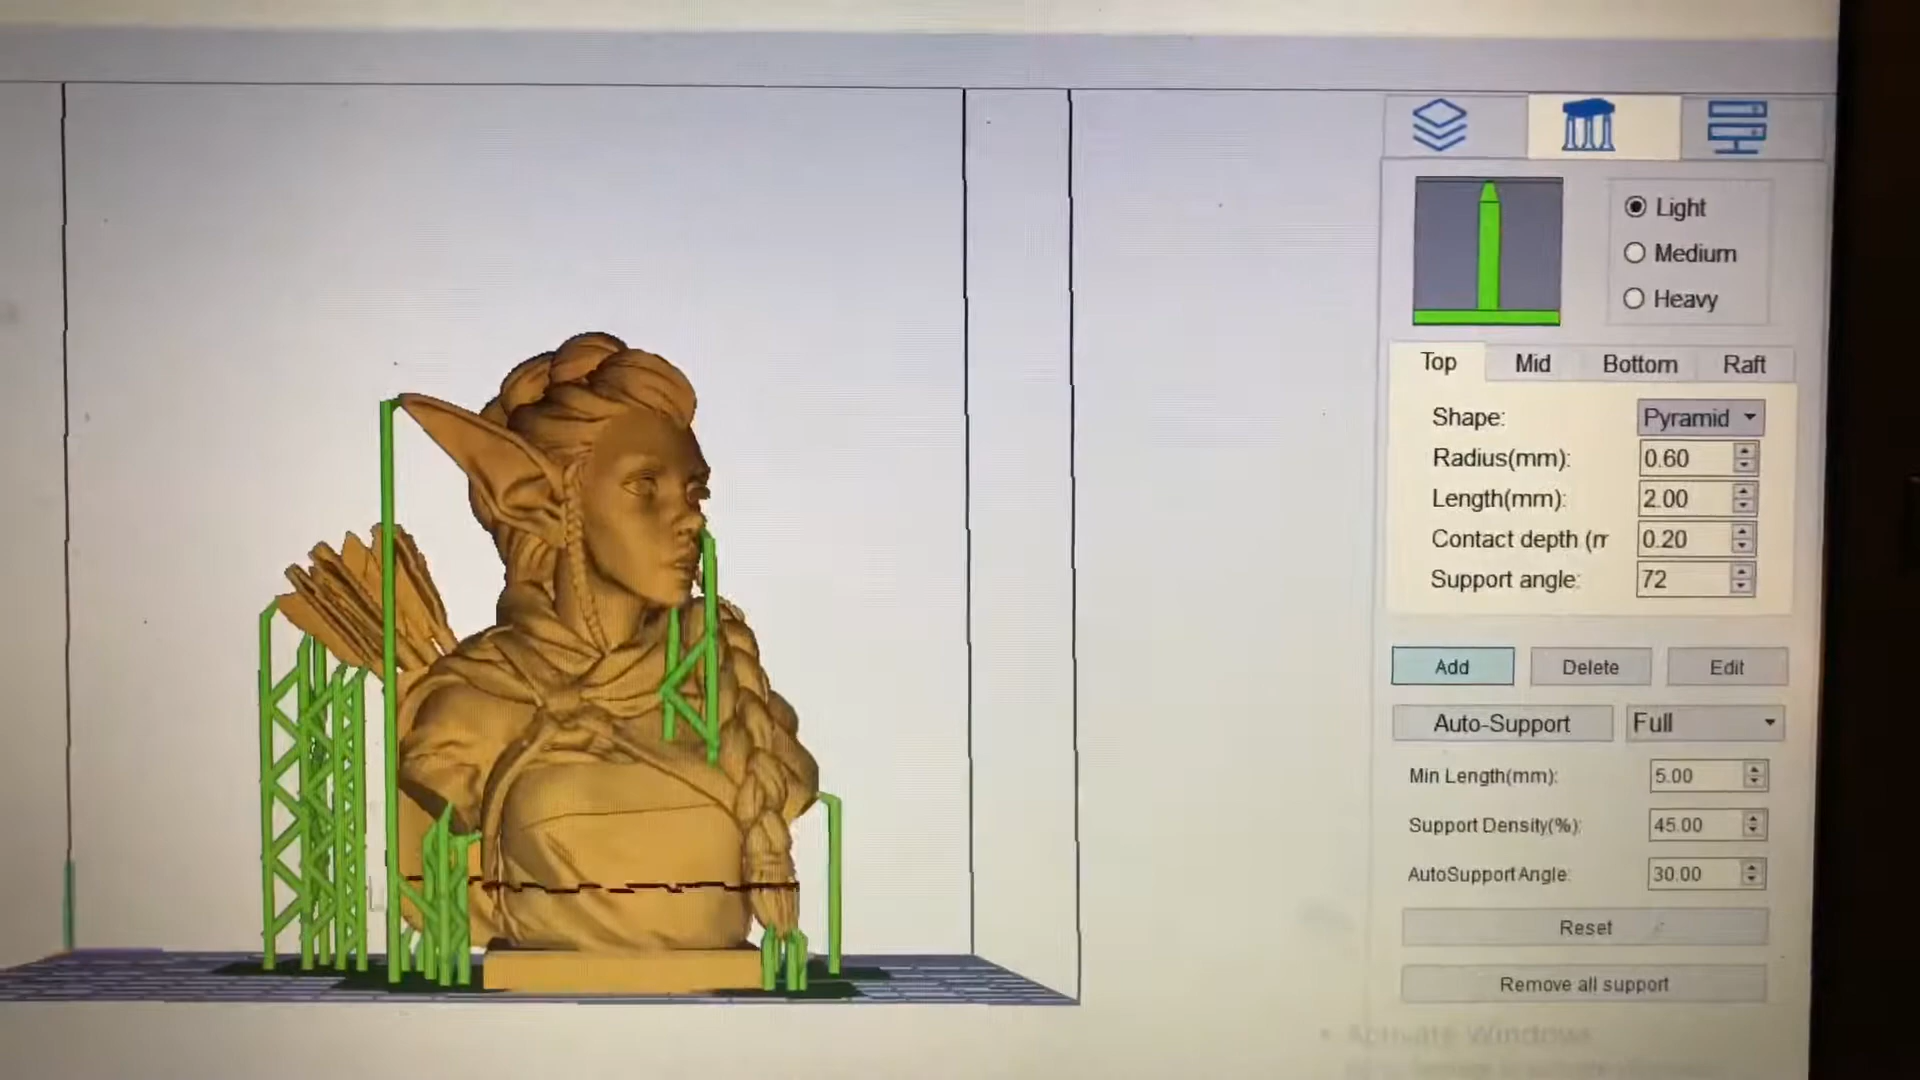 Light
Medium
Heavy
Top Mid Bottom Raft
Shape: Pyramid
Radius(mm): 0.60
Length(mm): 2.00
Contact depth (m 0.20
Support angle: 72
Add Delete Edit
Auto-Support Full
Min Length(mm): 5.00
Support Density(%): 45.00
AutoSupport Angle: 30.00
Reset
Remove all support
Activate Windows